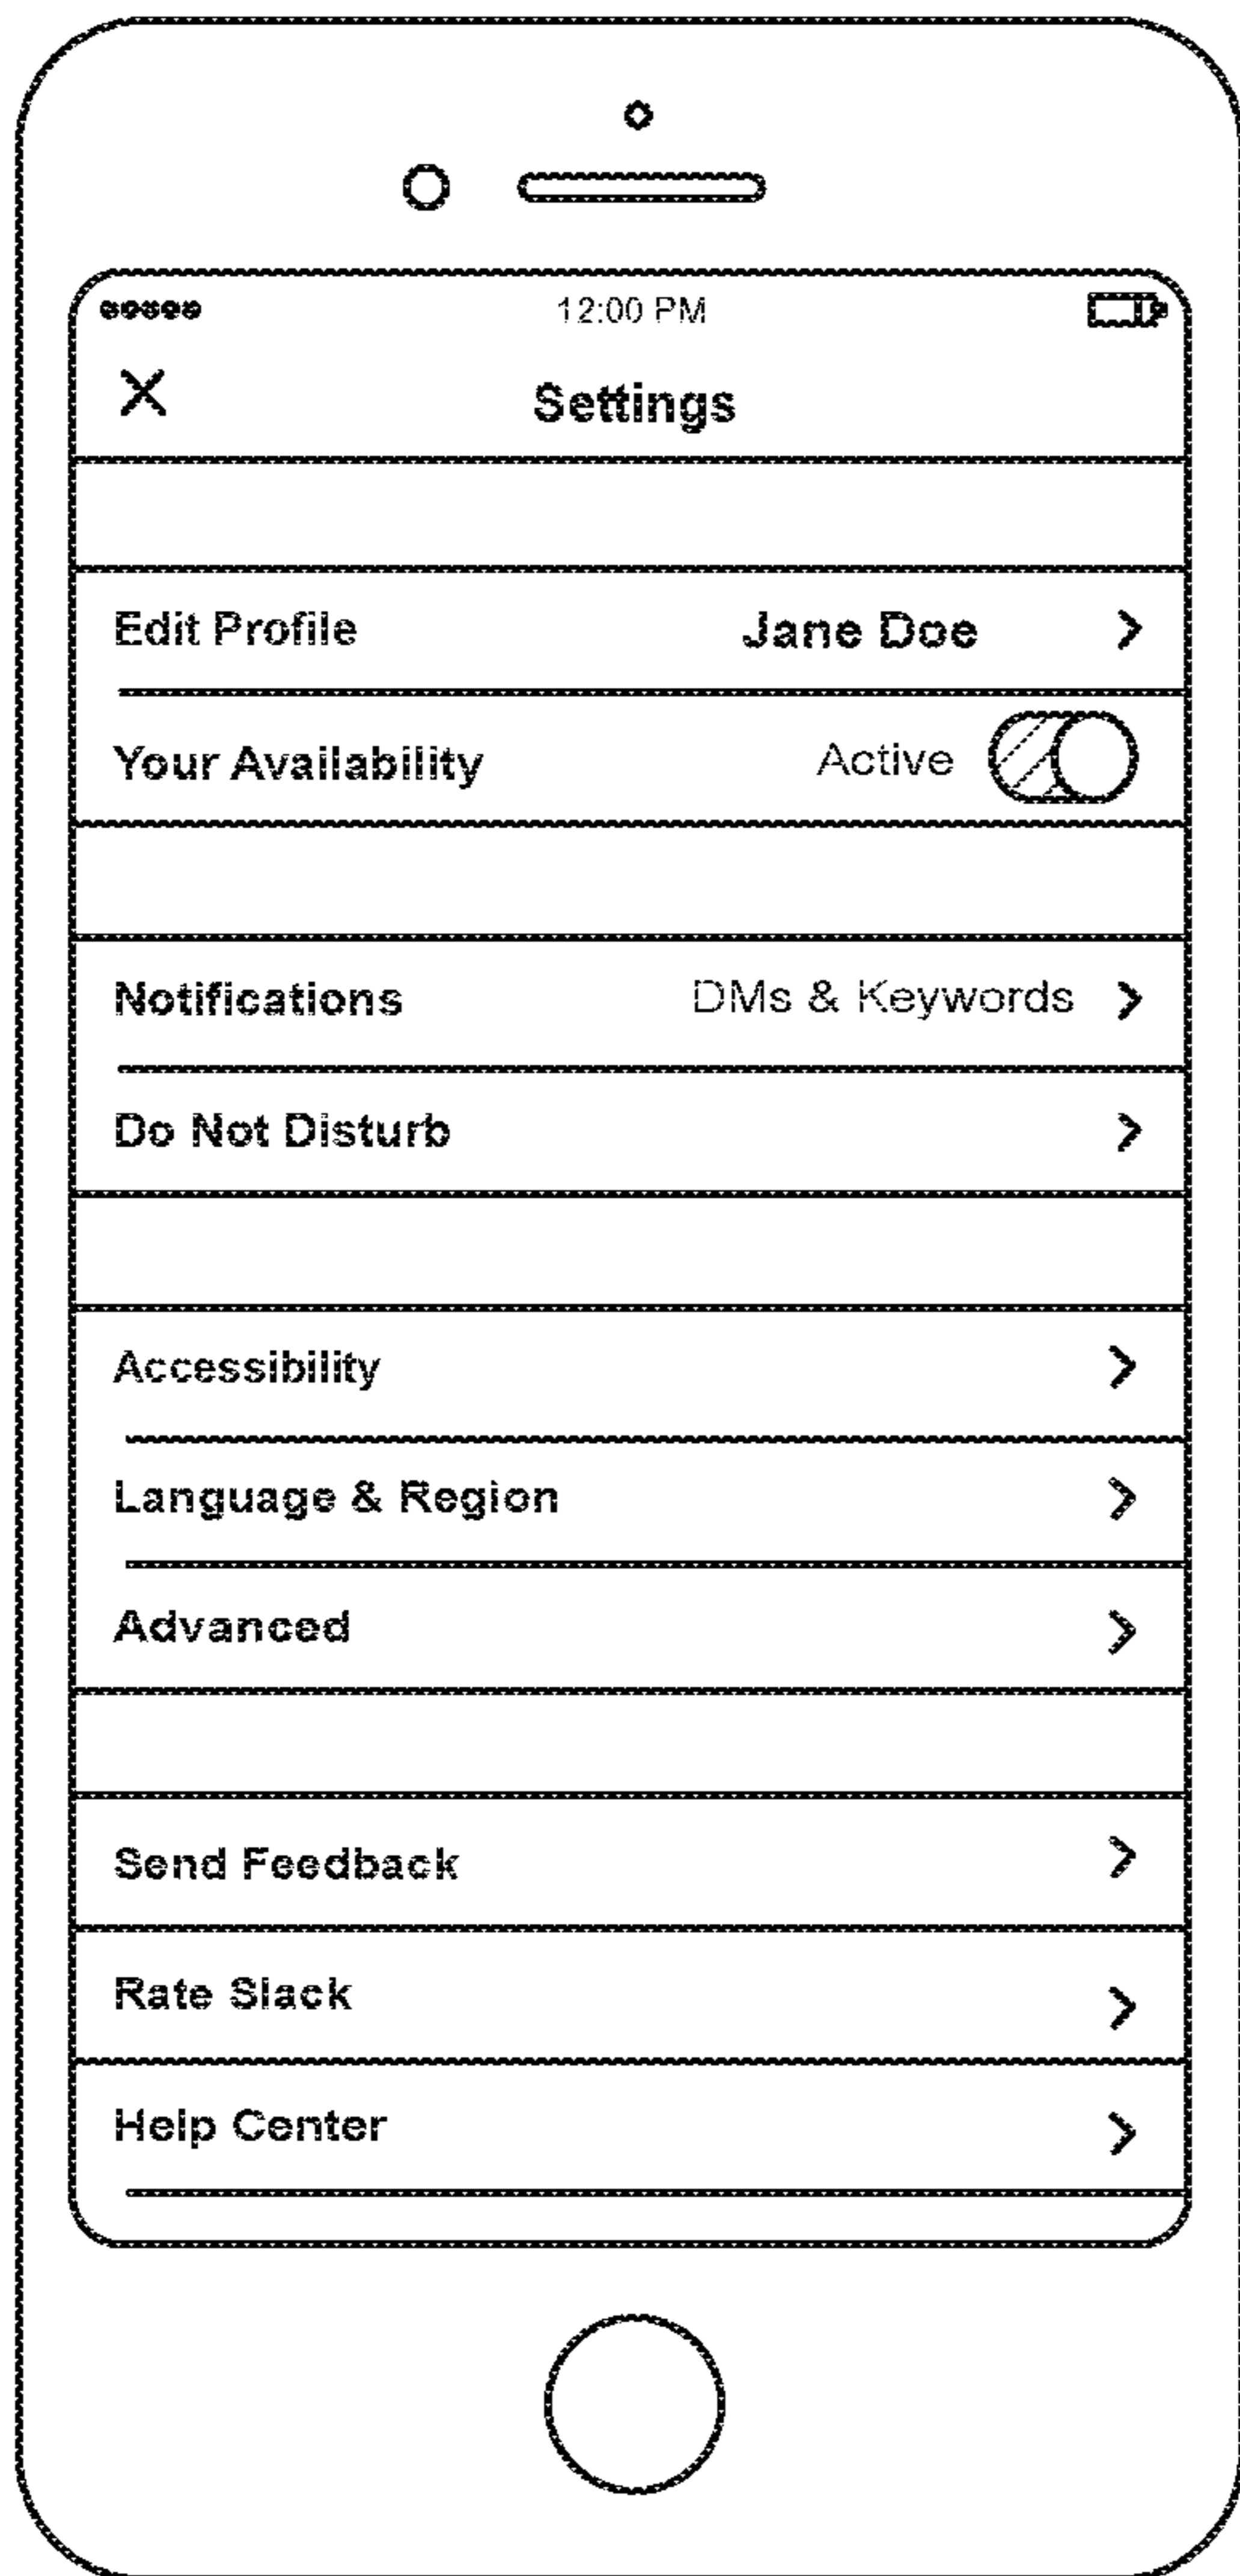 12:00 PM
Settings
Edit Profile Jane Doe
Your Availability Active
Notifications DMs & Keywords
Do Not Disturb
Accessibility
Language & Region
Advanced
Send Feedback
Rate Slack
Help Center